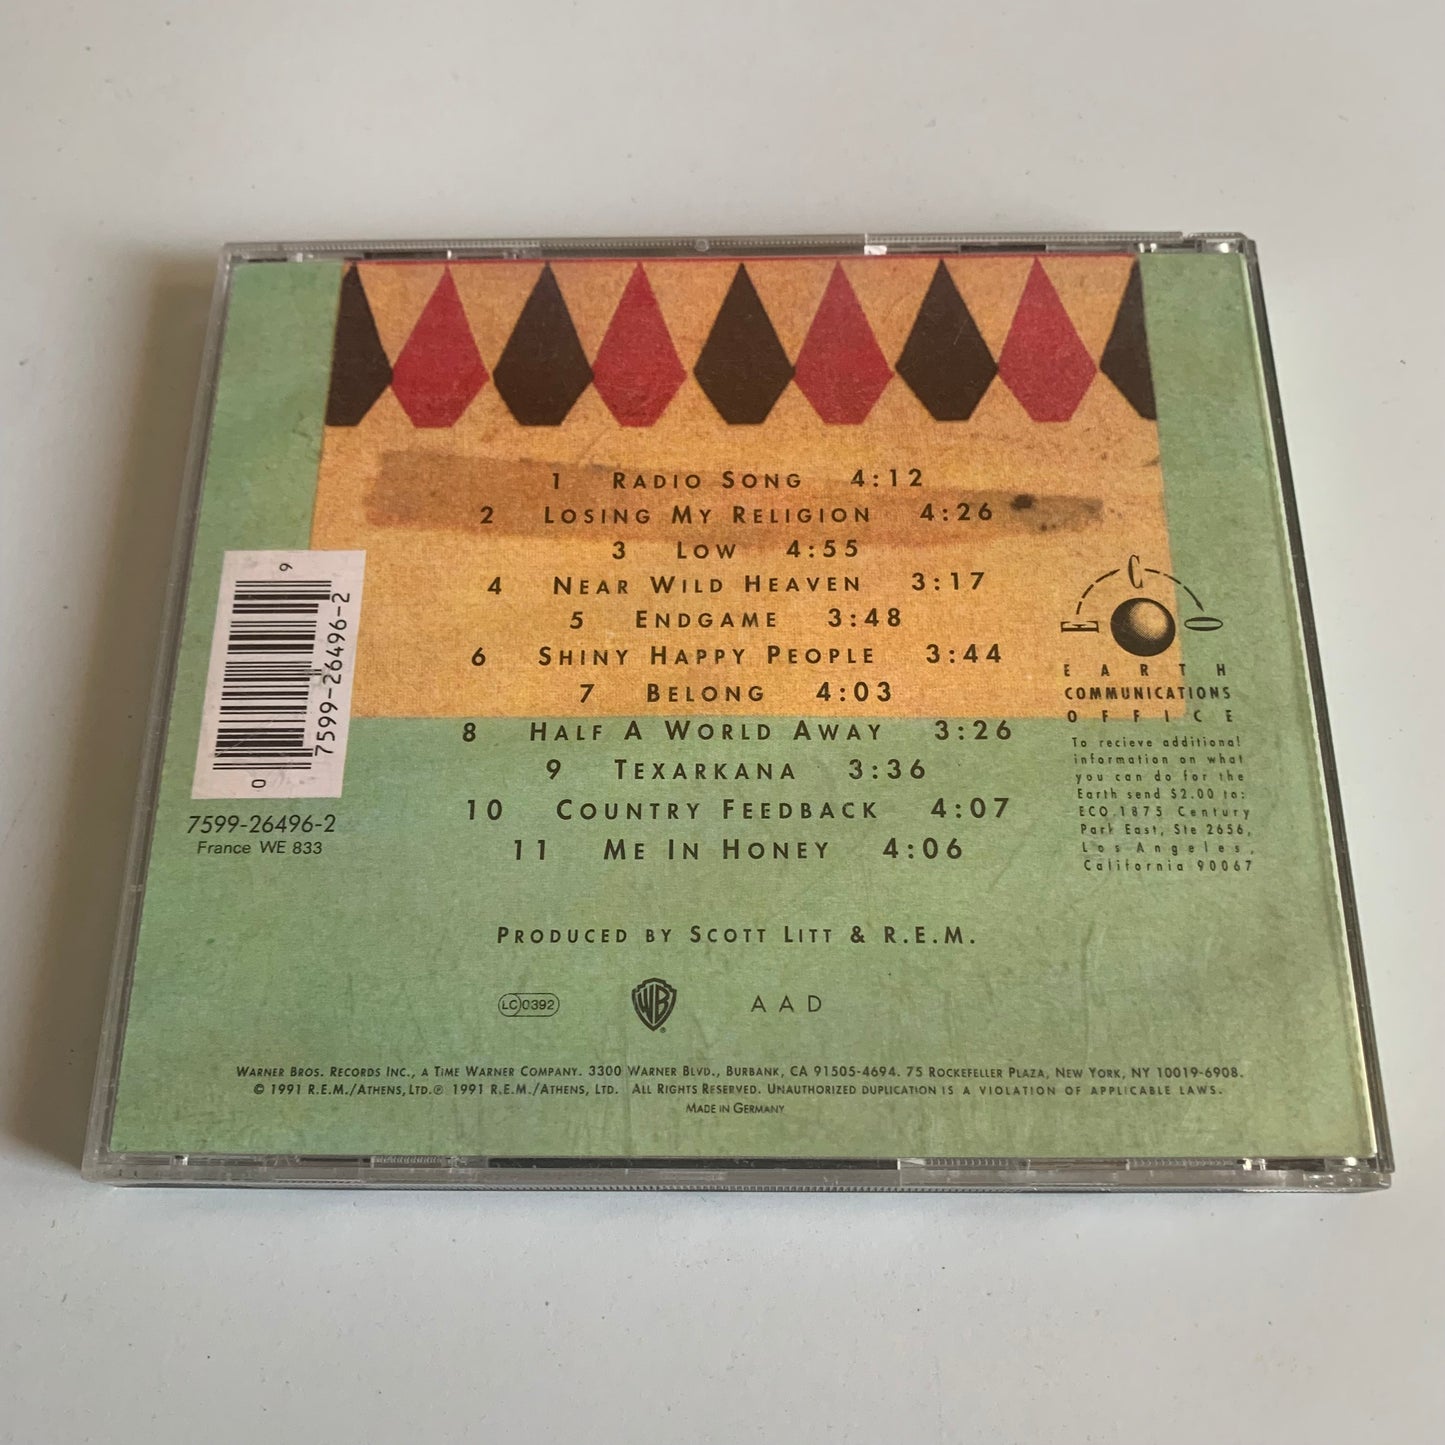 1 RADIO SONG 4:12
2 LOSING MY RELIGION 4:26
3 LOW 4:55
4 NEAR WILD HEAVEN 3:17
5 ENDGAME 3:48
6 SHINY HAPPY PEOPLE 3:44
7 BELONG 4:03
8 HALF A WORLD AWAY 3:26
9 TEXARKANA 3:36
10 COUNTRY FEEDBACK 4:07
11 ME IN HONEY 4:06
E C O
EARTH
COMMUNICATIONS
OFFICE
To recieve additional
information on what
you can do for the
Earth send $2.00 to:
ECO 1875 Century
Park East, Ste 2656,
Los Angeles,
California 90067
9
7599-26496-2
0
7599-26496-2
France WE 833
PRODUCED BY SCOTT LITT & R.E.M.
LC 0392
WB
®
AAD
WARNER BROS. RECORDS INC., A TIME WARNER COMPANY. 3300 WARNER BLVD., BURBANK, CA 91505-4694. 75 ROCKEFELLER PLAZA, NEW YORK, NY 10019-6908.
© 1991 R.E.M./ATHENS, LTD. ℗ 1991 R.E.M./ATHENS, LTD. ALL RIGHTS RESERVED. UNAUTHORIZED DUPLICATION IS A VIOLATION OF APPLICABLE LAWS.
MADE IN GERMANY